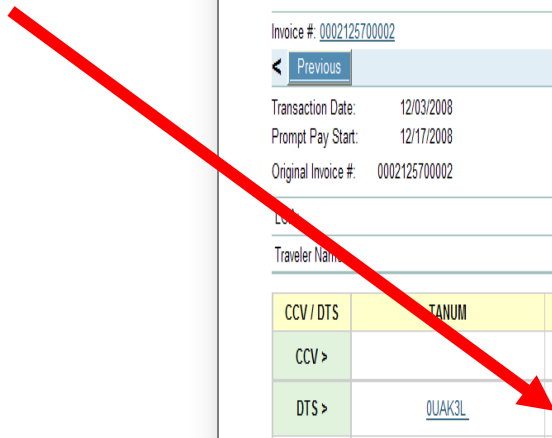 Invoice #: 0002125700002
< Previous
Transaction Date: 12/03/2008
Prompt Pay Start: 12/17/2008
Original Invoice #: 0002125700002
Traveler Name
CCV / DTS TANUM
CCV >
DTS > 0UAK3L